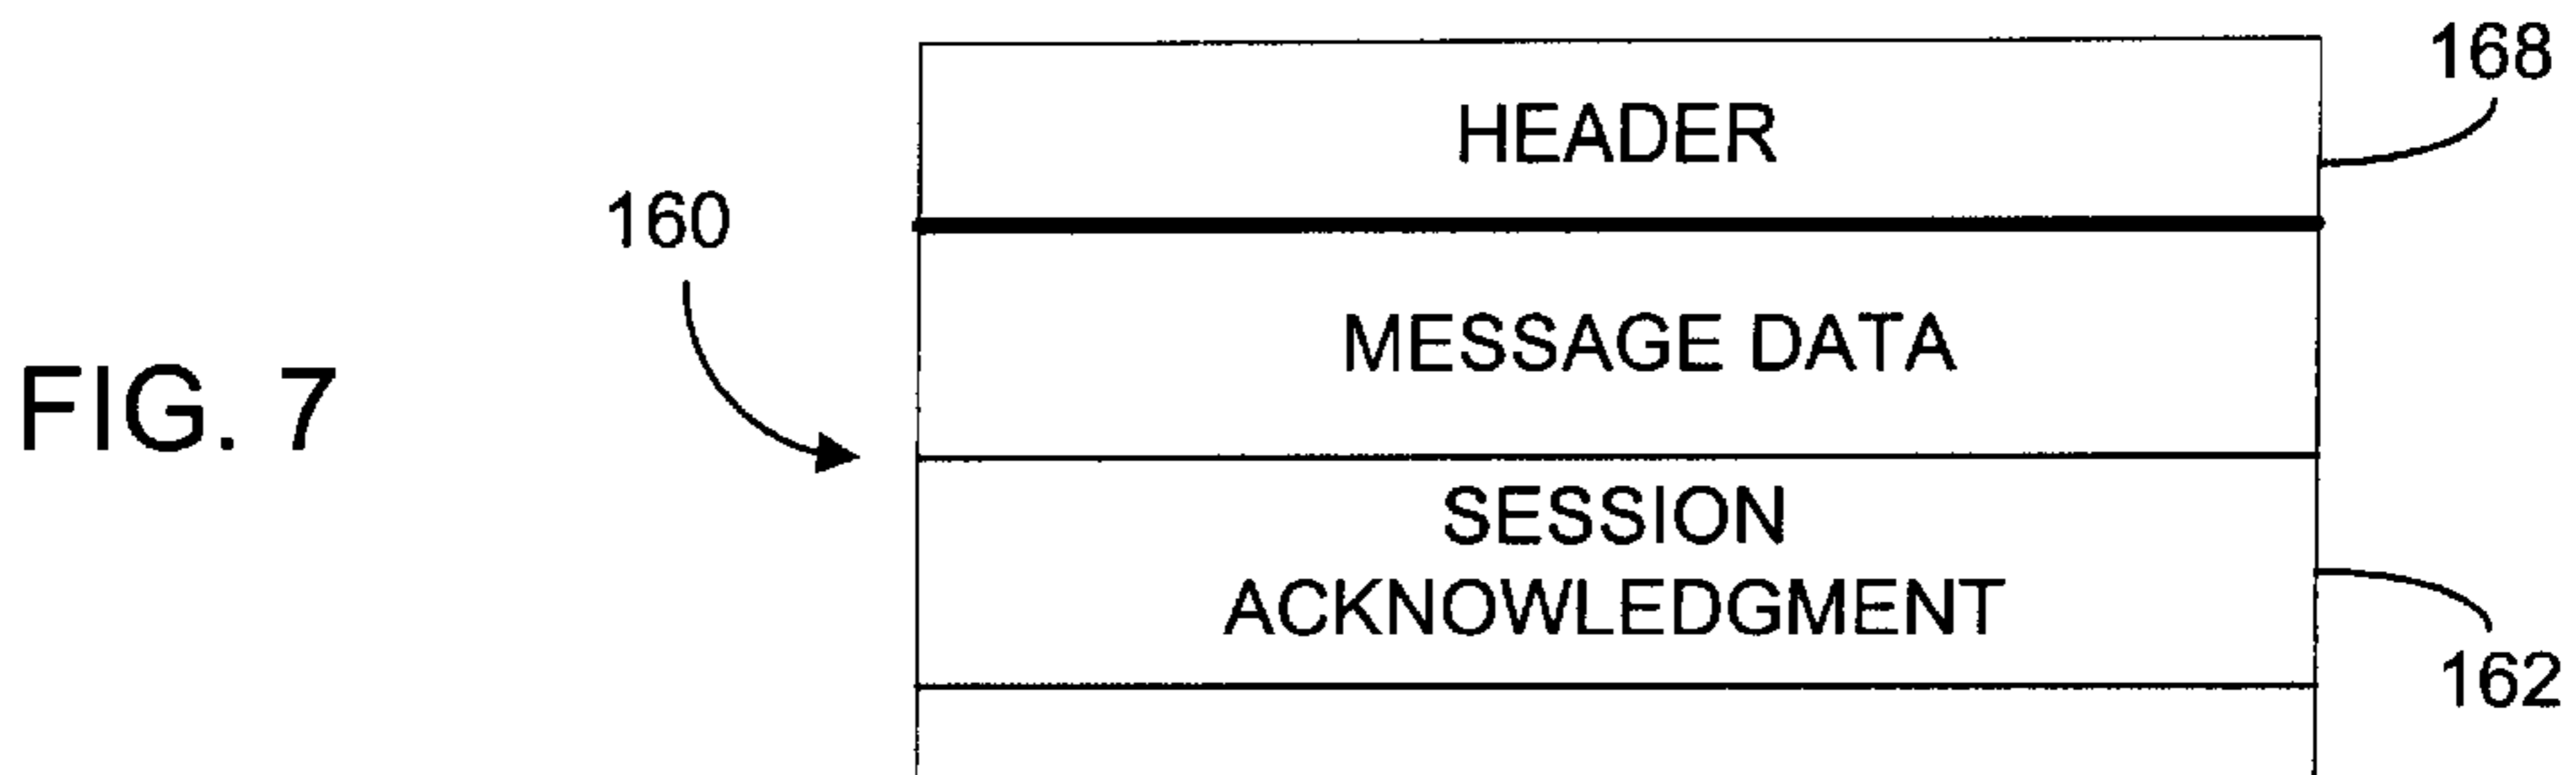 168
HEADER
160
MESSAGE DATA
FIG. 7
SESSION
ACKNOWLEDGMENT
162